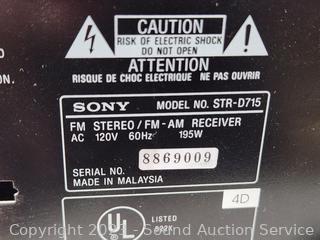 CAUTION
RISK OF ELECTRIC SHOCK
DO NOT OPEN
ATTENTION
RISQUE DE CHOC ELECTRIQUE NE PAS OUVRIR
ION.
SONY MODEL NO. STR-D715
FM STEREO/FM-AM RECEIVER
AC 120V 60Hz 195W
SERIAL NO. 8869009
MADE IN MALAYSIA
4D
UL LISTED
Sound Auction Service